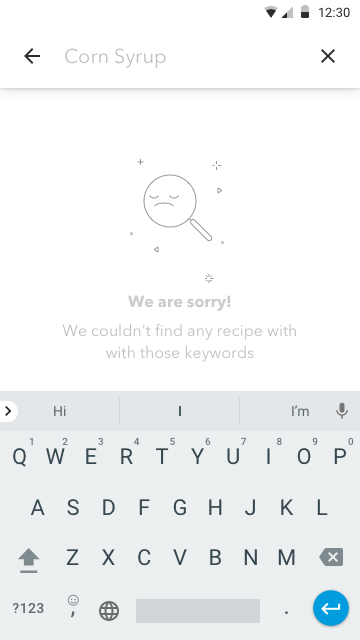 12:30
Corn Syrup
We are sorry!
We couldn't find any recipe with
with those keywords
Hi I I'm
1 2 3 4 5 6 7 8 9 0
Q W E R T Y U I O P
A S D F G H J K L
Z X C V B N M
?123 , .